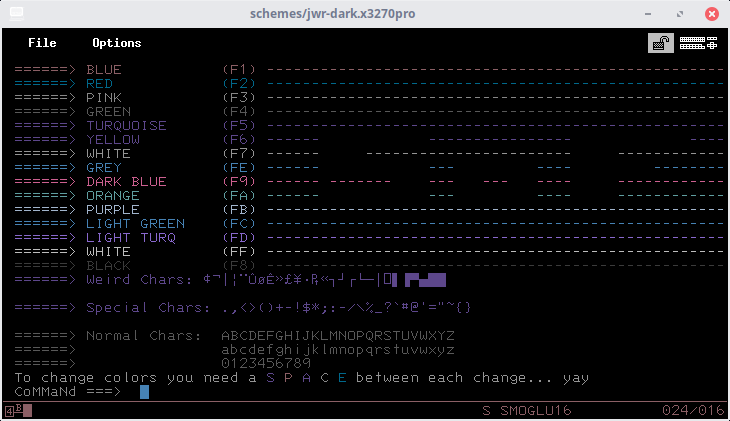 schemes/jwr-dark.x3270pro
File Options
======> BLUE (F1) -----------------------------------------------------------
======> RED (F2) -----------------------------------------------------------
======> PINK (F3) -----------------------------------------------------------
======> GREEN (F4) -----------------------------------------------------------
======> TURQUOISE (F5) -----------------------------------------------------------
======> YELLOW (F6)
======> WHITE (F7)
======> GREY (FE)
======> DARK BLUE (F9)
======> ORANGE (FA)
======> PURPLE (FB)
======> LIGHT GREEN (FC)
======> LIGHT TURQ (FD)
======> WHITE (FF) -----------------------------------------------------------
======> BLACK (F8) -----------------------------------------------------------
======> Weird Chars:
======> Special Chars: .,<>()+-!$*;:-/\%_?`#@'="~{}
======> Normal Chars: ABCDEFGHIJKLMNOPQRSTUVWXYZ
======> abcdefghijklmnopqrstuvwxyz
======> 0123456789
To change colors you need a S P A C E between each change... yay
CoMMaNd ===>
4B S SMOGLU16 024/016